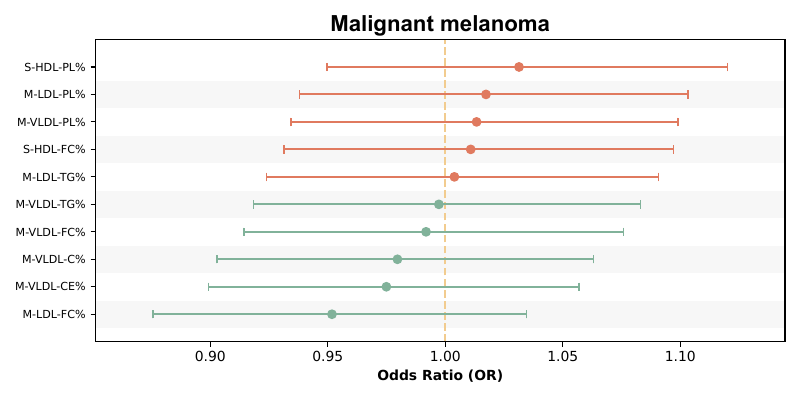 Malignant melanoma
S-HDL-PL%
M-LDL-PL%
M-VLDL-PL%
S-HDL-FC%
M-LDL-TG%
M-VLDL-TG%
M-VLDL-FC%
M-VLDL-C%
M-VLDL-CE%
M-LDL-FC%
0.90 0.95 1.00 1.05 1.10
Odds Ratio (OR)